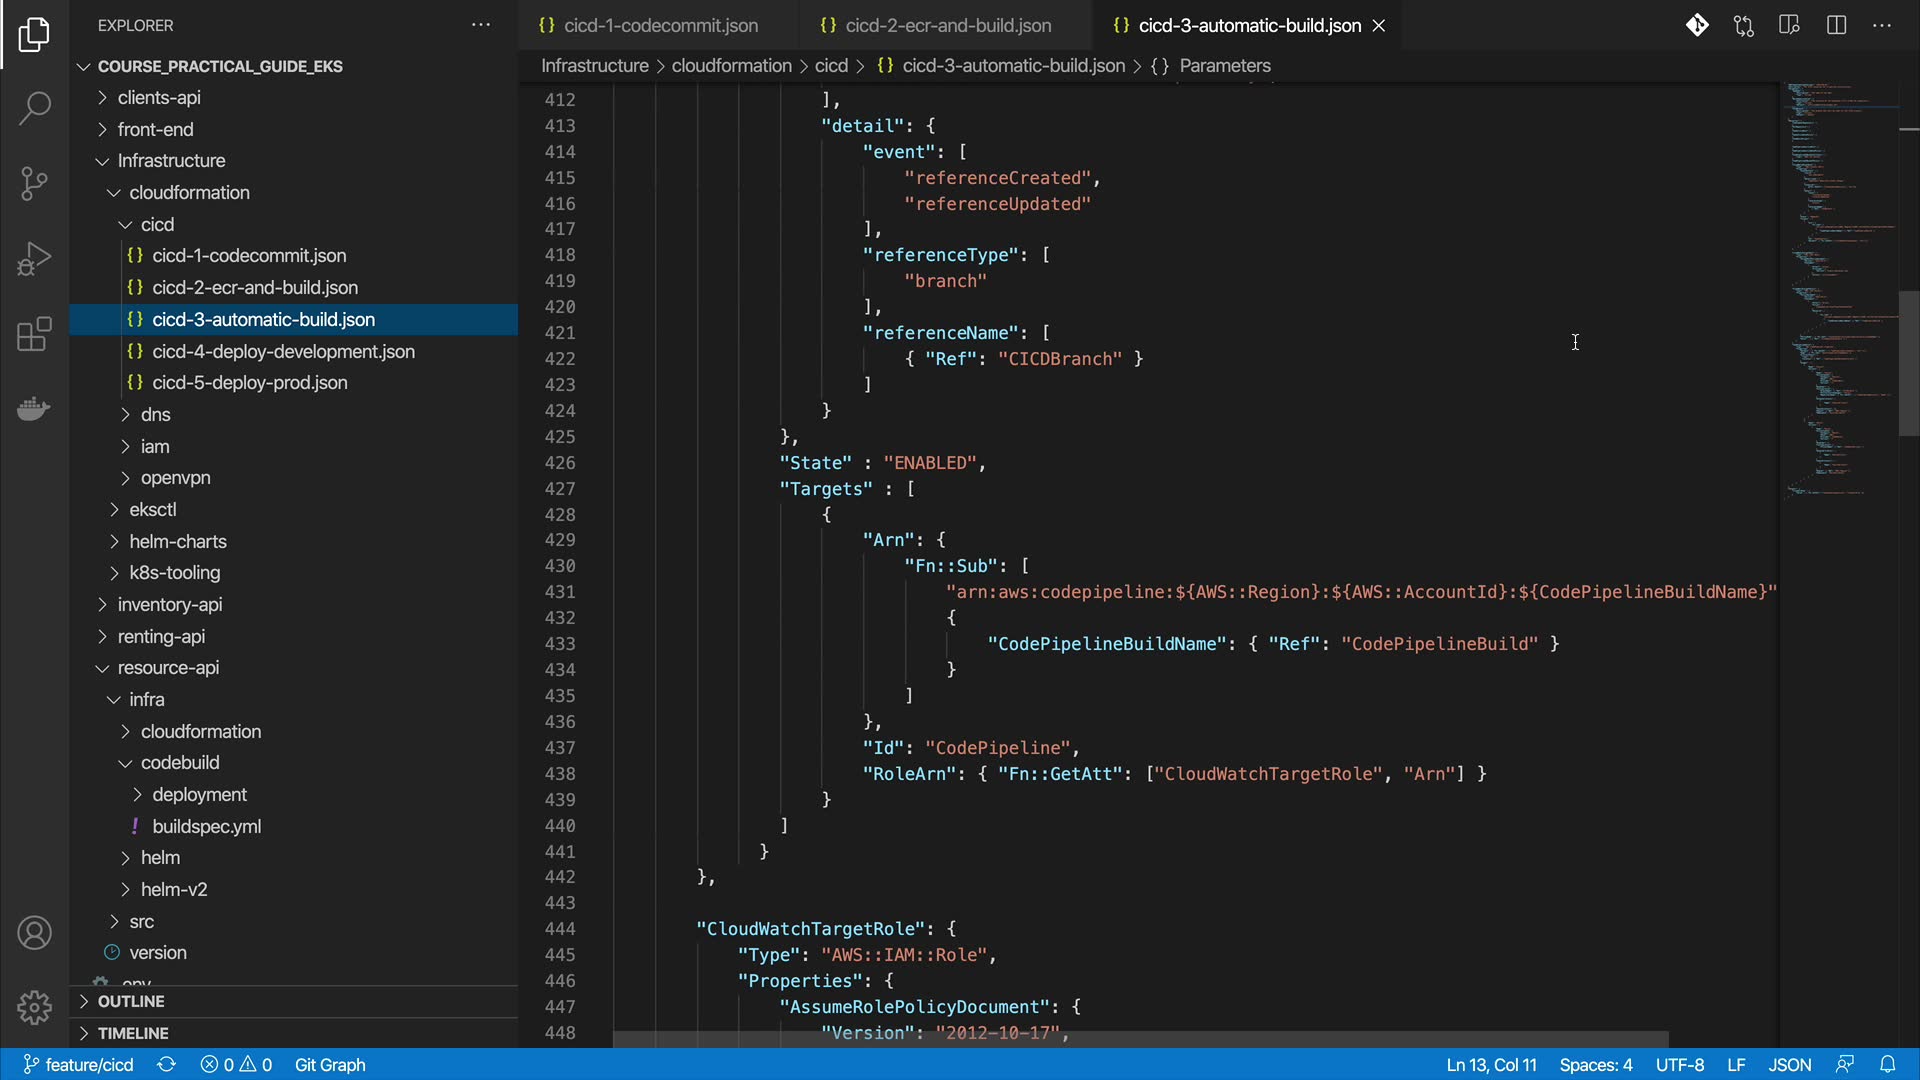 EXPLORER
COURSE_PRACTICAL_GUIDE_EKS
clients-api
front-end
Infrastructure
cloudformation
cicd
{} cicd-1-codecommit.json
{} cicd-2-ecr-and-build.json
{} cicd-3-automatic-build.json
{} cicd-4-deploy-development.json
{} cicd-5-deploy-prod.json
dns
iam
openvpn
eksctl
helm-charts
k8s-tooling
inventory-api
renting-api
resource-api
infra
cloudformation
codebuild
deployment
! buildspec.yml
helm
helm-v2
src
version
OUTLINE
TIMELINE
{} cicd-1-codecommit.json {} cicd-2-ecr-and-build.json {} cicd-3-automatic-build.json
Infrastructure > cloudformation > cicd > {} cicd-3-automatic-build.json > {} Parameters
412 ],
413 "detail": {
414 "event": [
415 "referenceCreated",
416 "referenceUpdated"
417 ],
418 "referenceType": [
419 "branch"
420 ],
421 "referenceName": [
422 { "Ref": "CICDBranch" }
423 ]
424 }
425 },
426 "State" : "ENABLED",
427 "Targets" : [
428 {
429 "Arn": {
430 "Fn::Sub": [
431 "arn:aws:codepipeline:${AWS::Region}:${AWS::AccountId}:${CodePipelineBuildName}"
432 {
433 "CodePipelineBuildName": { "Ref": "CodePipelineBuild" }
434 }
435 ]
436 },
437 "Id": "CodePipeline",
438 "RoleArn": { "Fn::GetAtt": ["CloudWatchTargetRole", "Arn"] }
439 }
440 ]
441 }
442 },
443
444 "CloudWatchTargetRole": {
445 "Type": "AWS::IAM::Role",
446 "Properties": {
447 "AssumeRolePolicyDocument": {
448 "Version": "2012-10-17",
feature/cicd 0 0 Git Graph Ln 13, Col 11 Spaces: 4 UTF-8 LF JSON